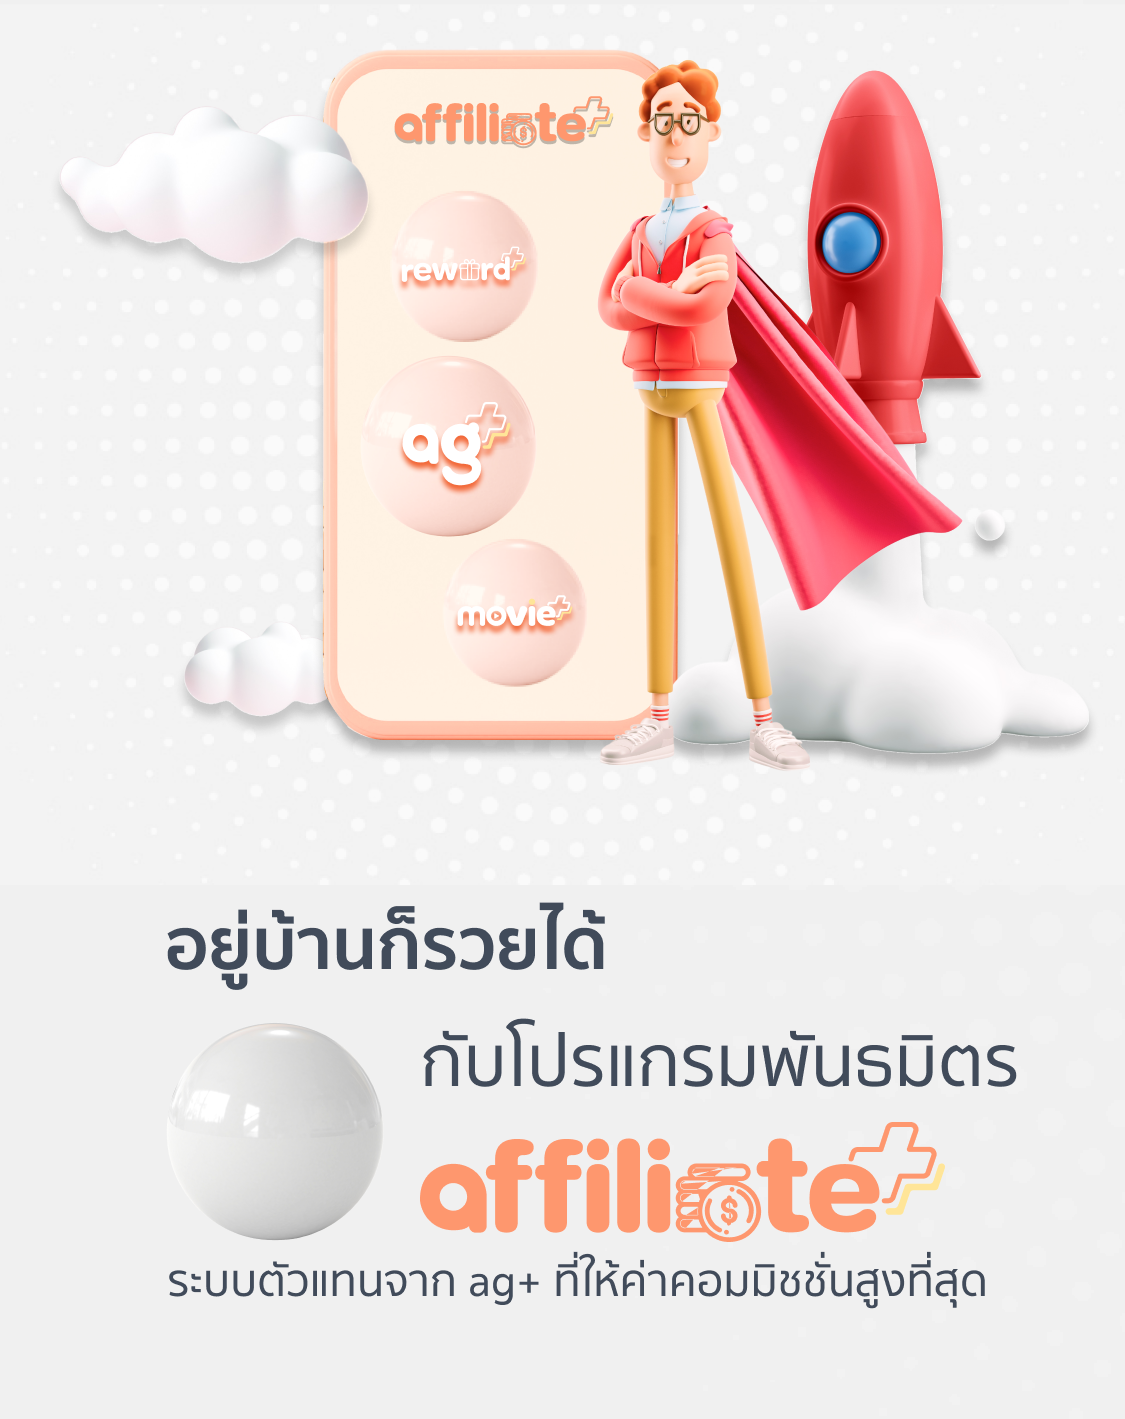 affiliate+
reward+
ag+
movie+
อยู่บ้านก็รวยได้
กับโปรแกรมพันธมิตร
affiliate+
$
ระบบตัวแทนจาก ag+ ที่ให้ค่าคอมมิชชั่นสูงที่สุด